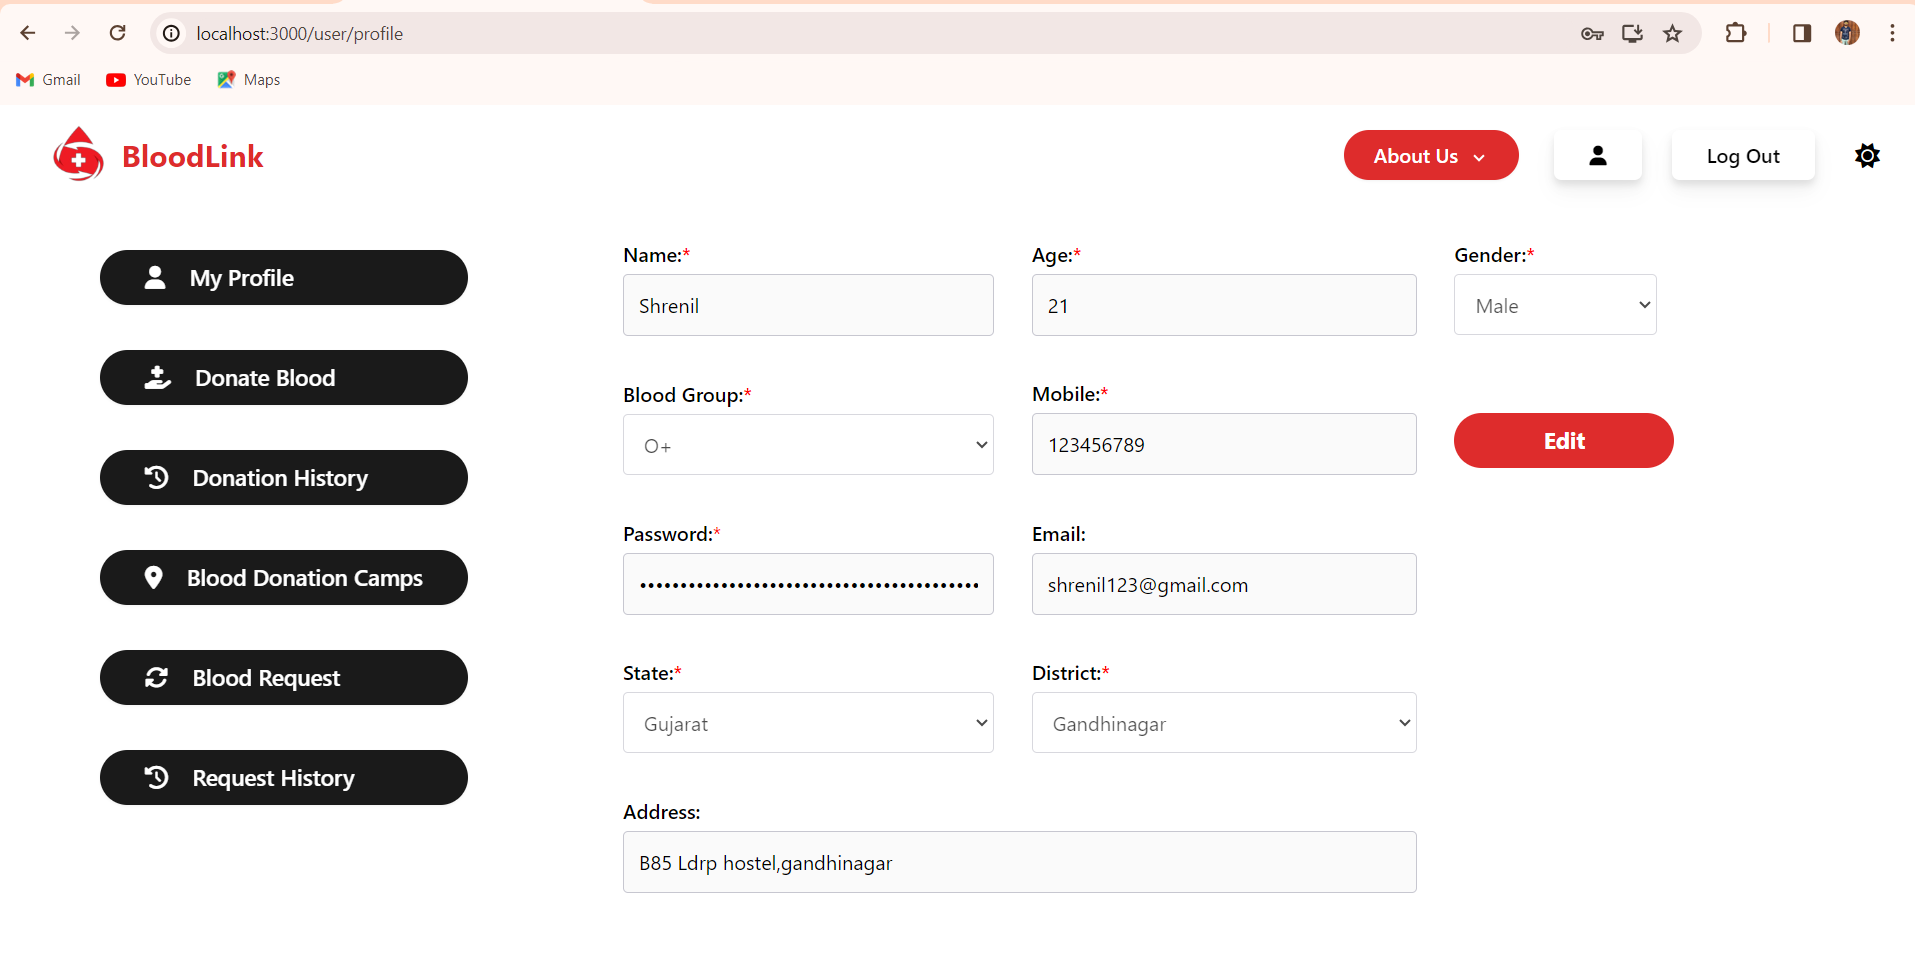 localhost:3000/user/profile
Gmail YouTube Maps
BloodLink About Us Log Out
My Profile
Donate Blood
Donation History
Blood Donation Camps
Blood Request
Request History
Name:* Age:* Gender:*
Shrenil 21 Male
Blood Group:* Mobile:*
O+ 123456789 Edit
Password:* Email:
••••••••••••••••••••••••••••••••••••••••••• shrenil123@gmail.com
State:* District:*
Gujarat Gandhinagar
Address:
B85 Ldrp hostel,gandhinagar